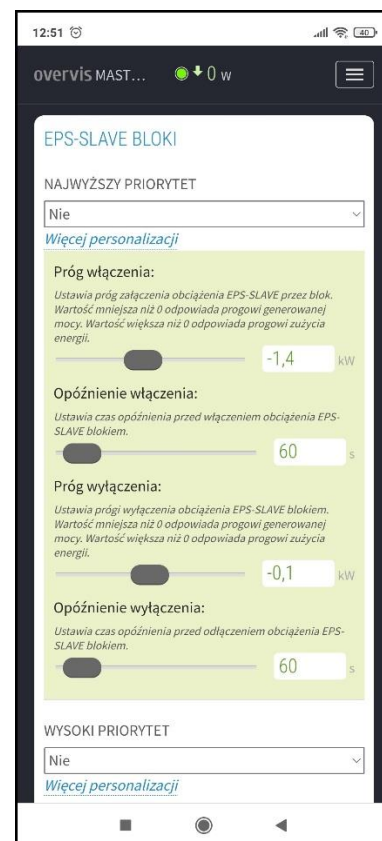 12:51
40
overvis MAST... 0 w
EPS-SLAVE BLOKI
NAJWYŻSZY PRIORYTET
Nie
Więcej personalizacji
Próg włączenia:
Ustawia próg załączenia obciążenia EPS-SLAVE przez blok.
Wartość mniejsza niż 0 odpowiada progowi generowanej
mocy. Wartość większa niż 0 odpowiada progowi zużycia
energii.
-1,4 kW
Opóźnienie włączenia:
Ustawia czas opóźnienia przed włączeniem obciążenia EPS-
SLAVE blokiem.
60 s
Próg wyłączenia:
Ustawia prógi wyłączenia obciążenia EPS-SLAVE blokiem.
Wartość mniejsza niż 0 odpowiada progowi generowanej
mocy. Wartość większa niż 0 odpowiada progowi zużycia
energii.
-0,1 kW
Opóźnienie wyłączenia:
Ustawia czas opóźnienia przed odłączeniem obciążenia EPS-
SLAVE blokiem.
60 s
WYSOKI PRIORYTET
Nie
Więcej personalizacji